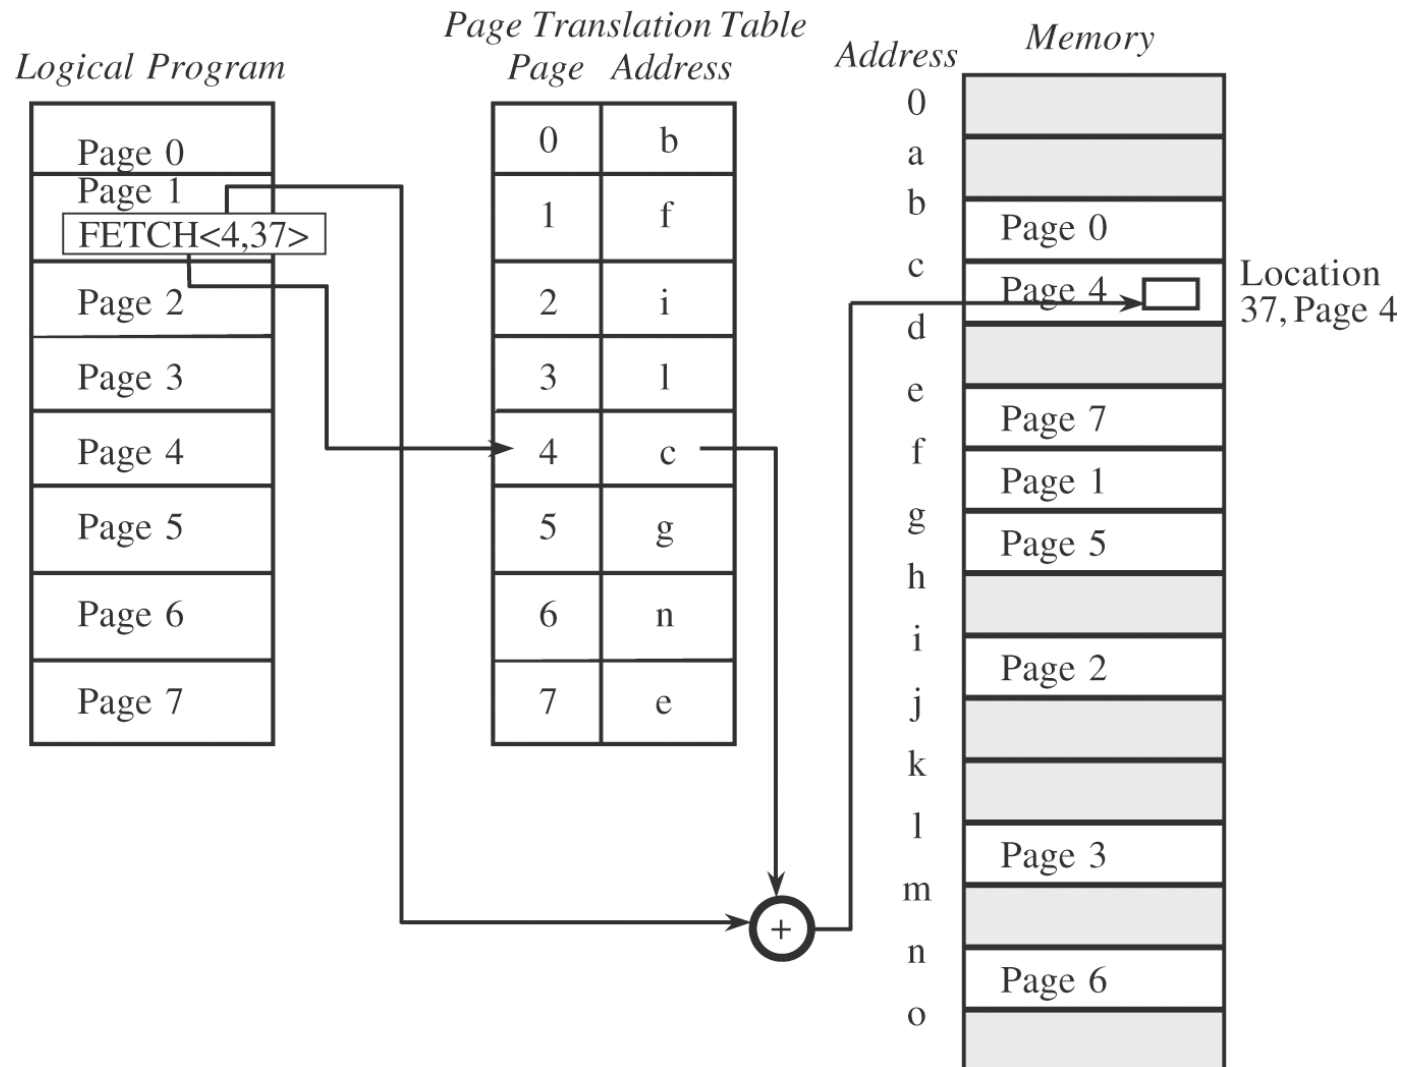 Logical Program
Page 0
Page 1
FETCH<4,37>
Page 2
Page 3
Page 4
Page 5
Page 6
Page 7
Page Translation Table
Page Address
0 b
1 f
2 i
3 l
4 c
5 g
6 n
7 e
+
Address
0
a
b
c
d
e
f
g
h
i
j
k
l
m
n
o
Memory
Page 0
Page 4
Page 7
Page 1
Page 5
Page 2
Page 3
Page 6
Location
37, Page 4